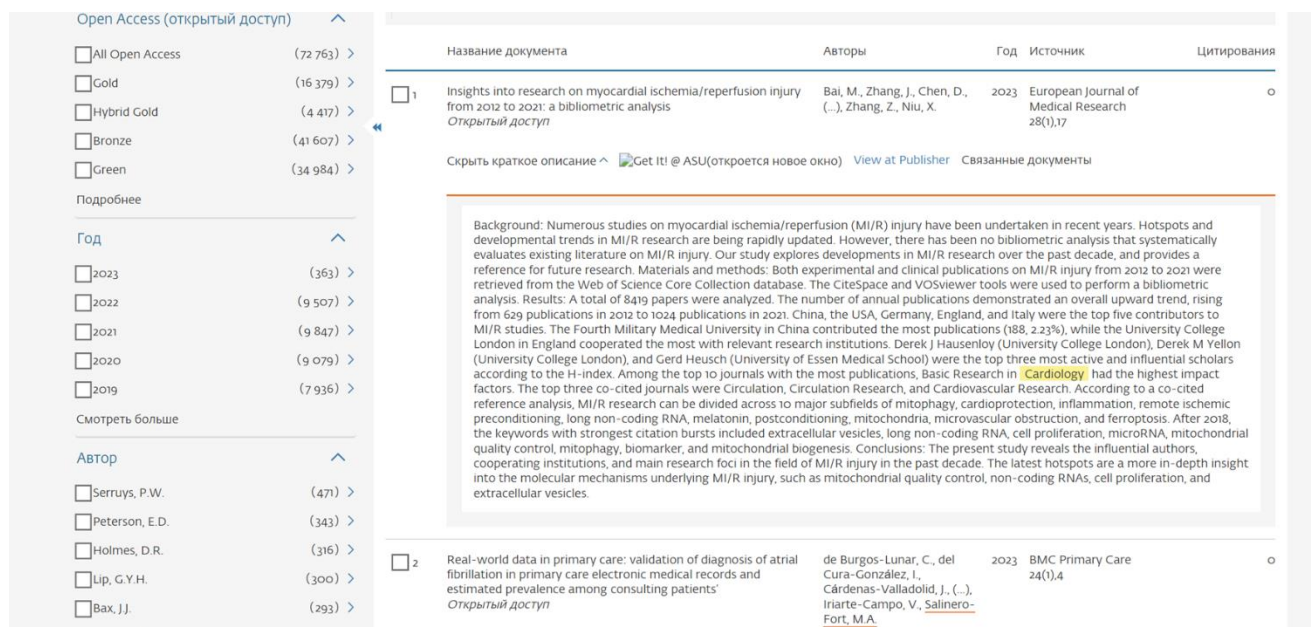 Open Access (открытый доступ)
All Open Access (72 763)
Gold (16 379)
Hybrid Gold (4 417)
Bronze (41 607)
Green (34 984)
Подробнее
Год
2023 (363)
2022 (9 507)
2021 (9 847)
2020 (9 079)
2019 (7 936)
Смотреть больше
Автор
Serruys, P.W. (471)
Peterson, E.D. (343)
Holmes, D.R. (316)
Lip, G.Y.H. (300)
Bax, J.J. (293)
Название документа Авторы Год Источник Цитирования
1 Insights into research on myocardial ischemia/reperfusion injury Bai, M., Zhang, J., Chen, D., 2023 European Journal of 0
from 2012 to 2021: a bibliometric analysis (...), Zhang, Z., Niu, X. Medical Research
Открытый доступ 28(1),17
Скрыть краткое описание Get It! @ ASU(откроется новое окно) View at Publisher Связанные документы
Background: Numerous studies on myocardial ischemia/reperfusion (MI/R) injury have been undertaken in recent years. Hotspots and
developmental trends in MI/R research are being rapidly updated. However, there has been no bibliometric analysis that systematically
evaluates existing literature on MI/R injury. Our study explores developments in MI/R research over the past decade, and provides a
reference for future research. Materials and methods: Both experimental and clinical publications on MI/R injury from 2012 to 2021 were
retrieved from the Web of Science Core Collection database. The CiteSpace and VOSviewer tools were used to perform a bibliometric
analysis. Results: A total of 8419 papers were analyzed. The number of annual publications demonstrated an overall upward trend, rising
from 629 publications in 2012 to 1024 publications in 2021. China, the USA, Germany, England, and Italy were the top five contributors to
MI/R studies. The Fourth Military Medical University in China contributed the most publications (188, 2.23%), while the University College
London in England cooperated the most with relevant research institutions. Derek J Hausenloy (University College London), Derek M Yellon
(University College London), and Gerd Heusch (University of Essen Medical School) were the top three most active and influential scholars
according to the H-index. Among the top 10 journals with the most publications, Basic Research in Cardiology had the highest impact
factors. The top three co-cited journals were Circulation, Circulation Research, and Cardiovascular Research. According to a co-cited
reference analysis, MI/R research can be divided across 10 major subfields of mitophagy, cardioprotection, inflammation, remote ischemic
preconditioning, long non-coding RNA, melatonin, postconditioning, mitochondria, microvascular obstruction, and ferroptosis. After 2018,
the keywords with strongest citation bursts included extracellular vesicles, long non-coding RNA, cell proliferation, microRNA, mitochondrial
quality control, mitophagy, biomarker, and mitochondrial biogenesis. Conclusions: The present study reveals the influential authors,
cooperating institutions, and main research foci in the field of MI/R injury in the past decade. The latest hotspots are a more in-depth insight
into the molecular mechanisms underlying MI/R injury, such as mitochondrial quality control, non-coding RNAs, cell proliferation, and
extracellular vesicles.
2 Real-world data in primary care: validation of diagnosis of atrial de Burgos-Lunar, C., del 2023 BMC Primary Care 0
fibrillation in primary care electronic medical records and Cura-González, I., 24(1),4
estimated prevalence among consulting patients' Cárdenas-Valladolid, J., (...),
Открытый доступ Iriarte-Campo, V., Salinero-
Fort, M.A.